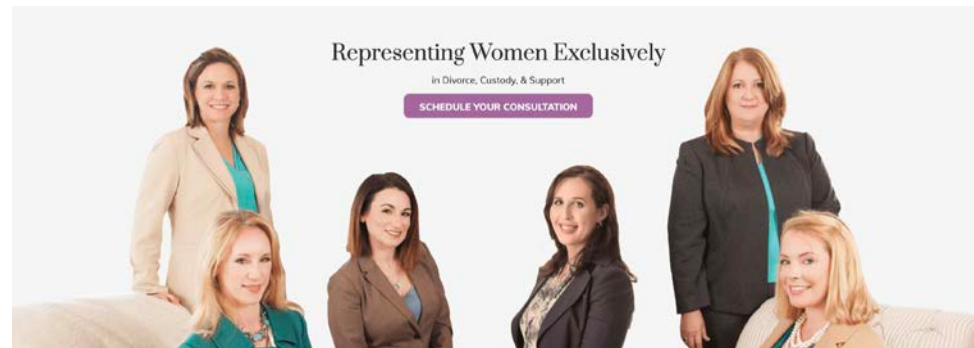 Representing Women Exclusively
in Divorce, Custody, & Support
SCHEDULE YOUR CONSULTATION